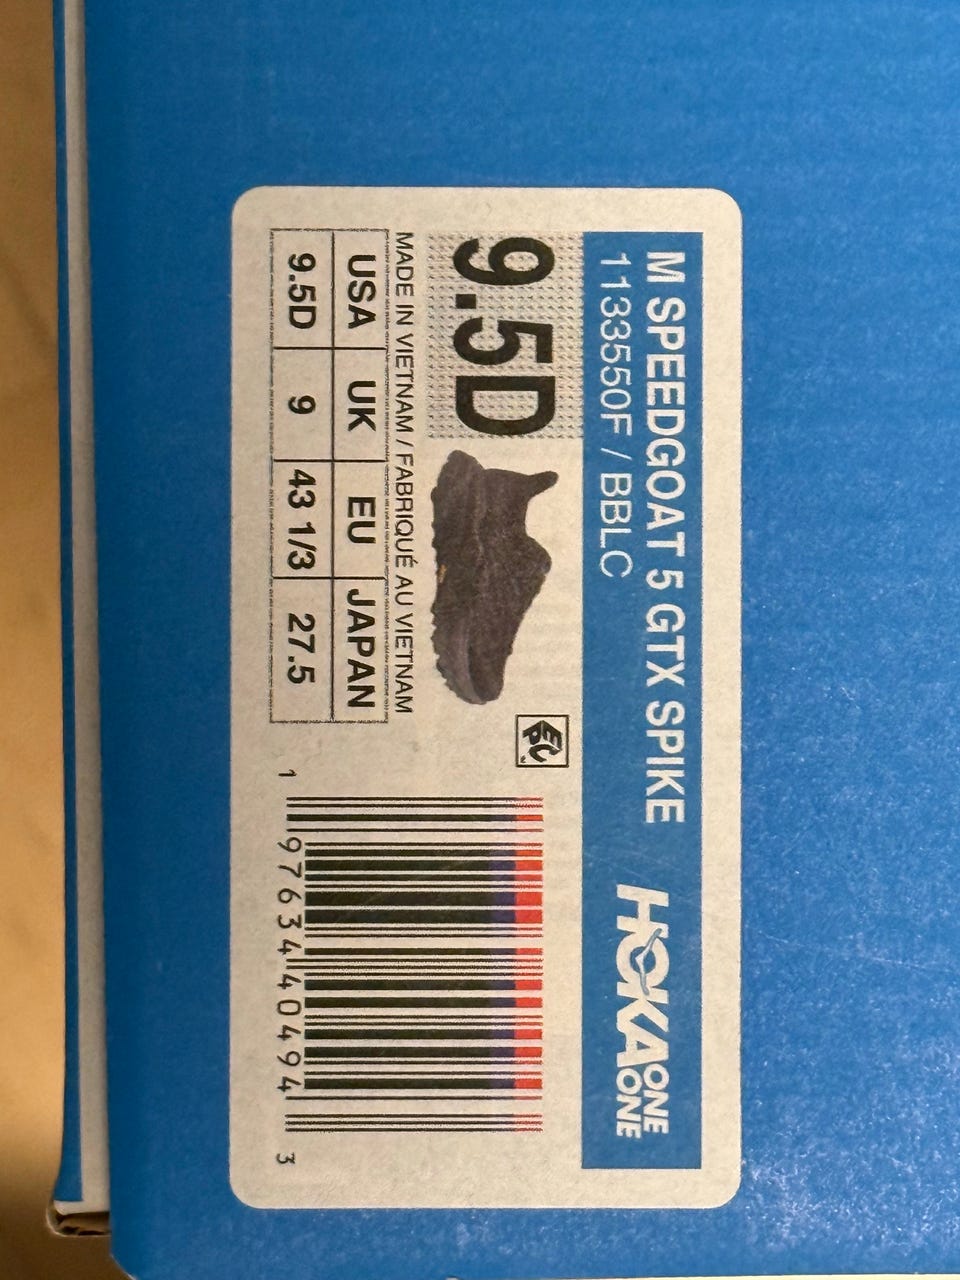 M SPEEDGOAT 5 GTX SPIKE
1133550F / BBLC
HOKA ONE ONE
9.5D
EPC
MADE IN VIETNAM / FABRIQUÉ AU VIETNAM
USA UK EU JAPAN
9.5D 9 43 1/3 27.5
1 97634 40494 3